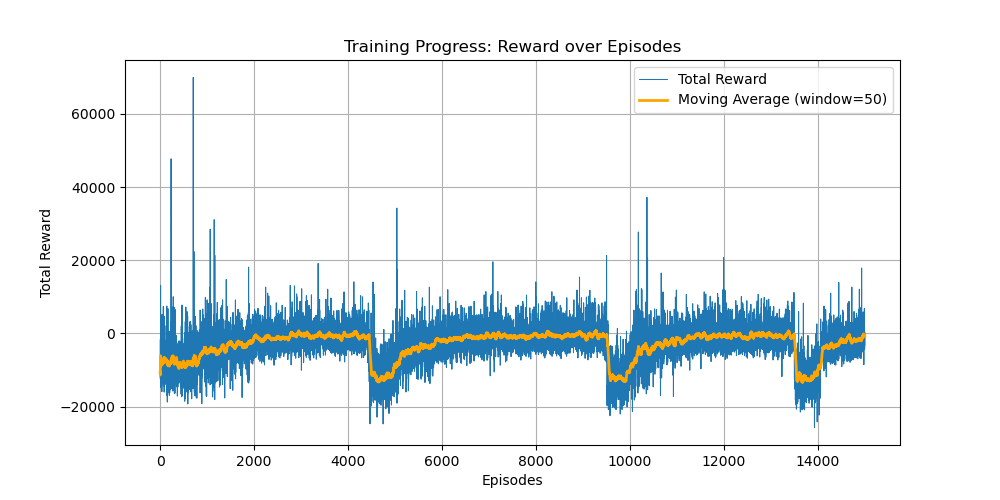 Training Progress: Reward over Episodes
Total Reward
Moving Average (window=50)
60000
40000
20000
0
−20000
Total Reward
0
2000
4000
6000
8000
10000
12000
14000
Episodes